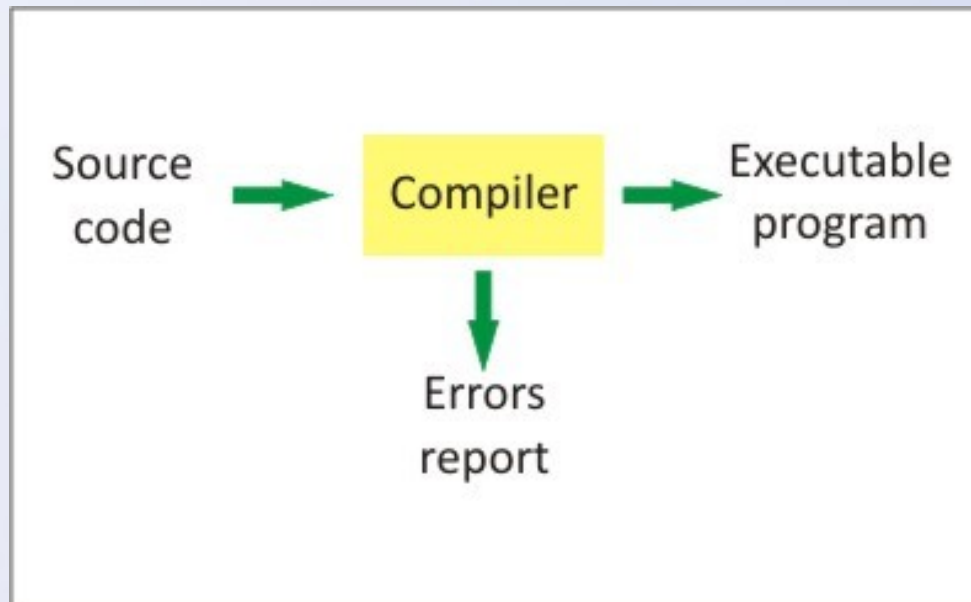 Source
code
Compiler
Executable
program
Errors
report